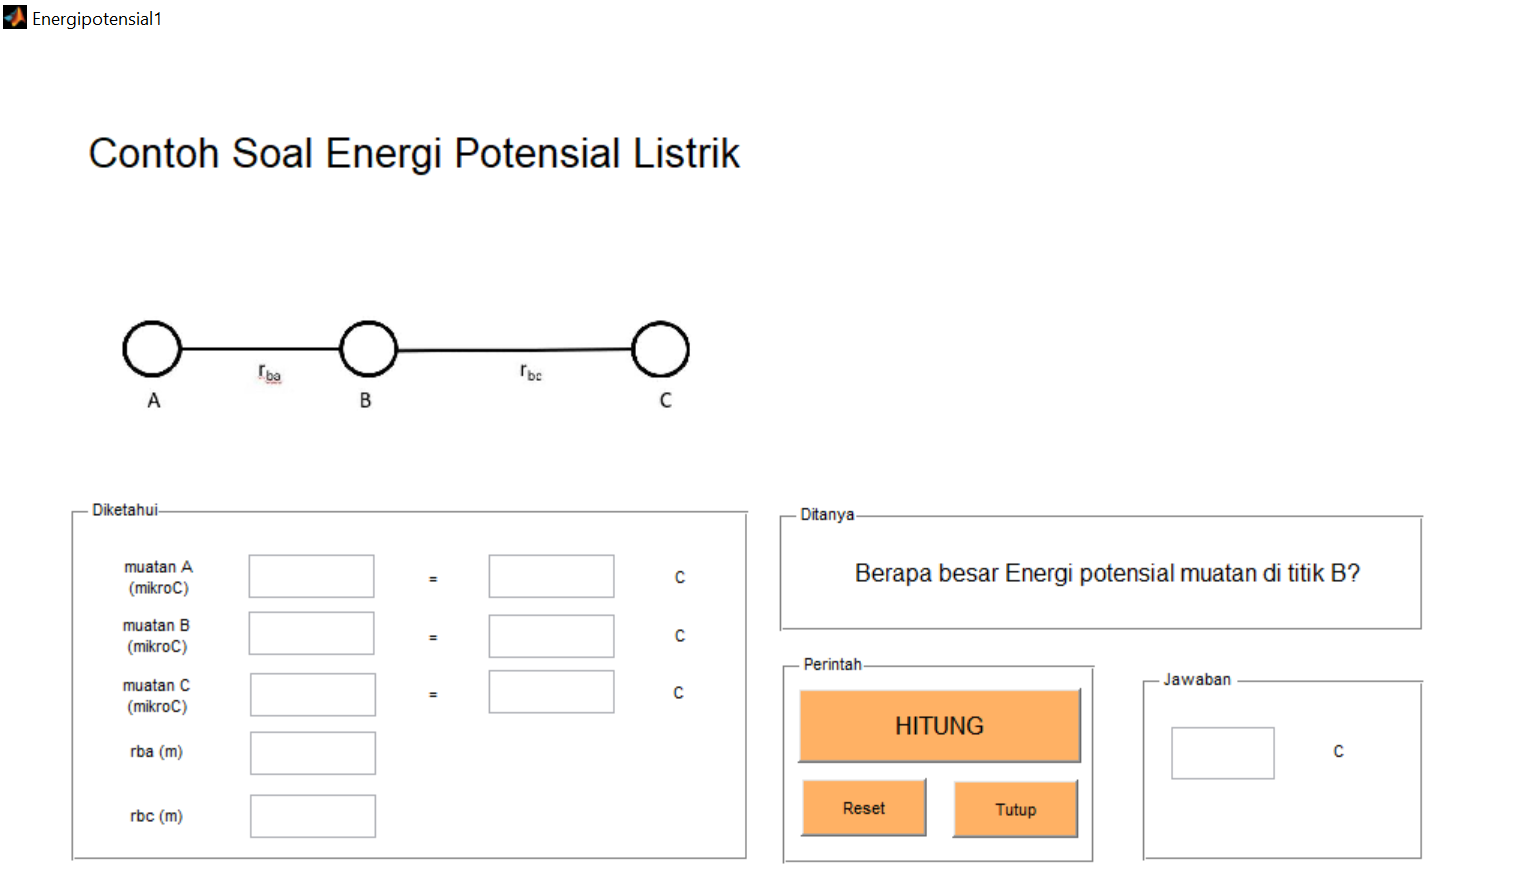 Energipotensial1
Contoh Soal Energi Potensial Listrik
rba
rbc
A
B
C
Diketahui
muatan A
(mikroC)
=
C
muatan B
(mikroC)
=
C
muatan C
(mikroC)
=
C
rba (m)
rbc (m)
Ditanya
Berapa besar Energi potensial muatan di titik B?
Perintah
HITUNG
Reset
Tutup
Jawaban
C